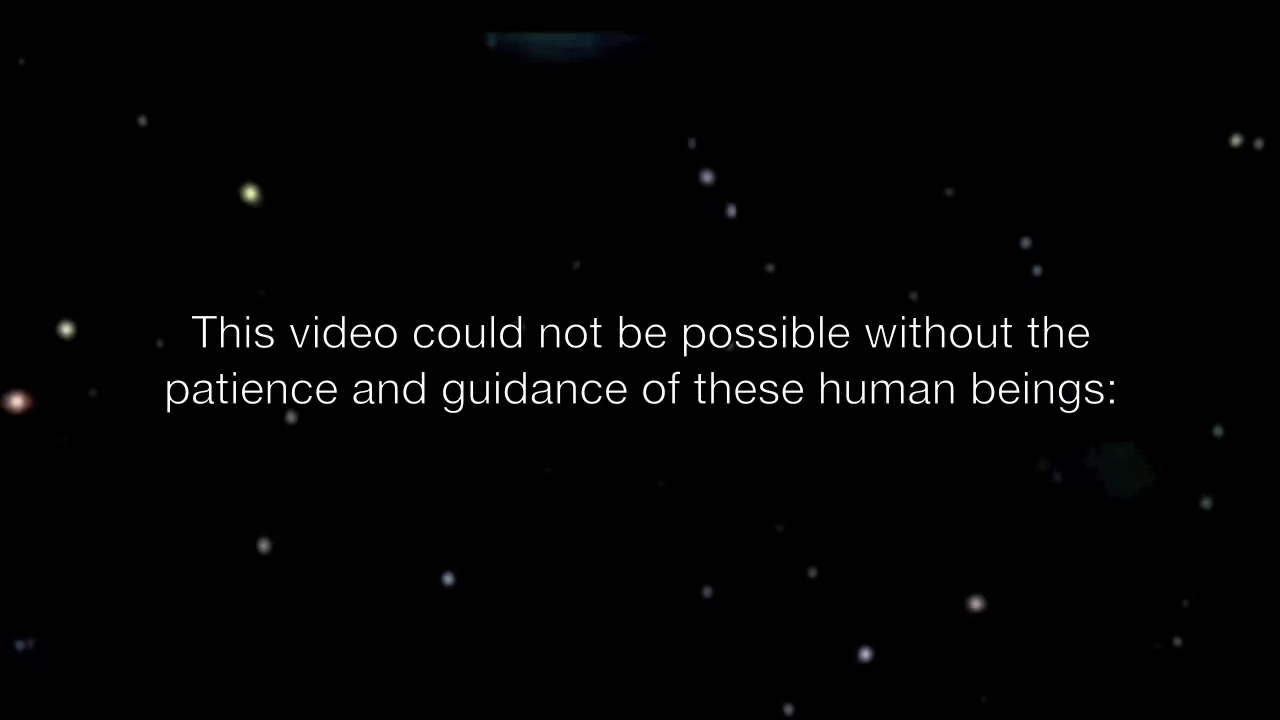 This video could not be possible without the
patience and guidance of these human beings: